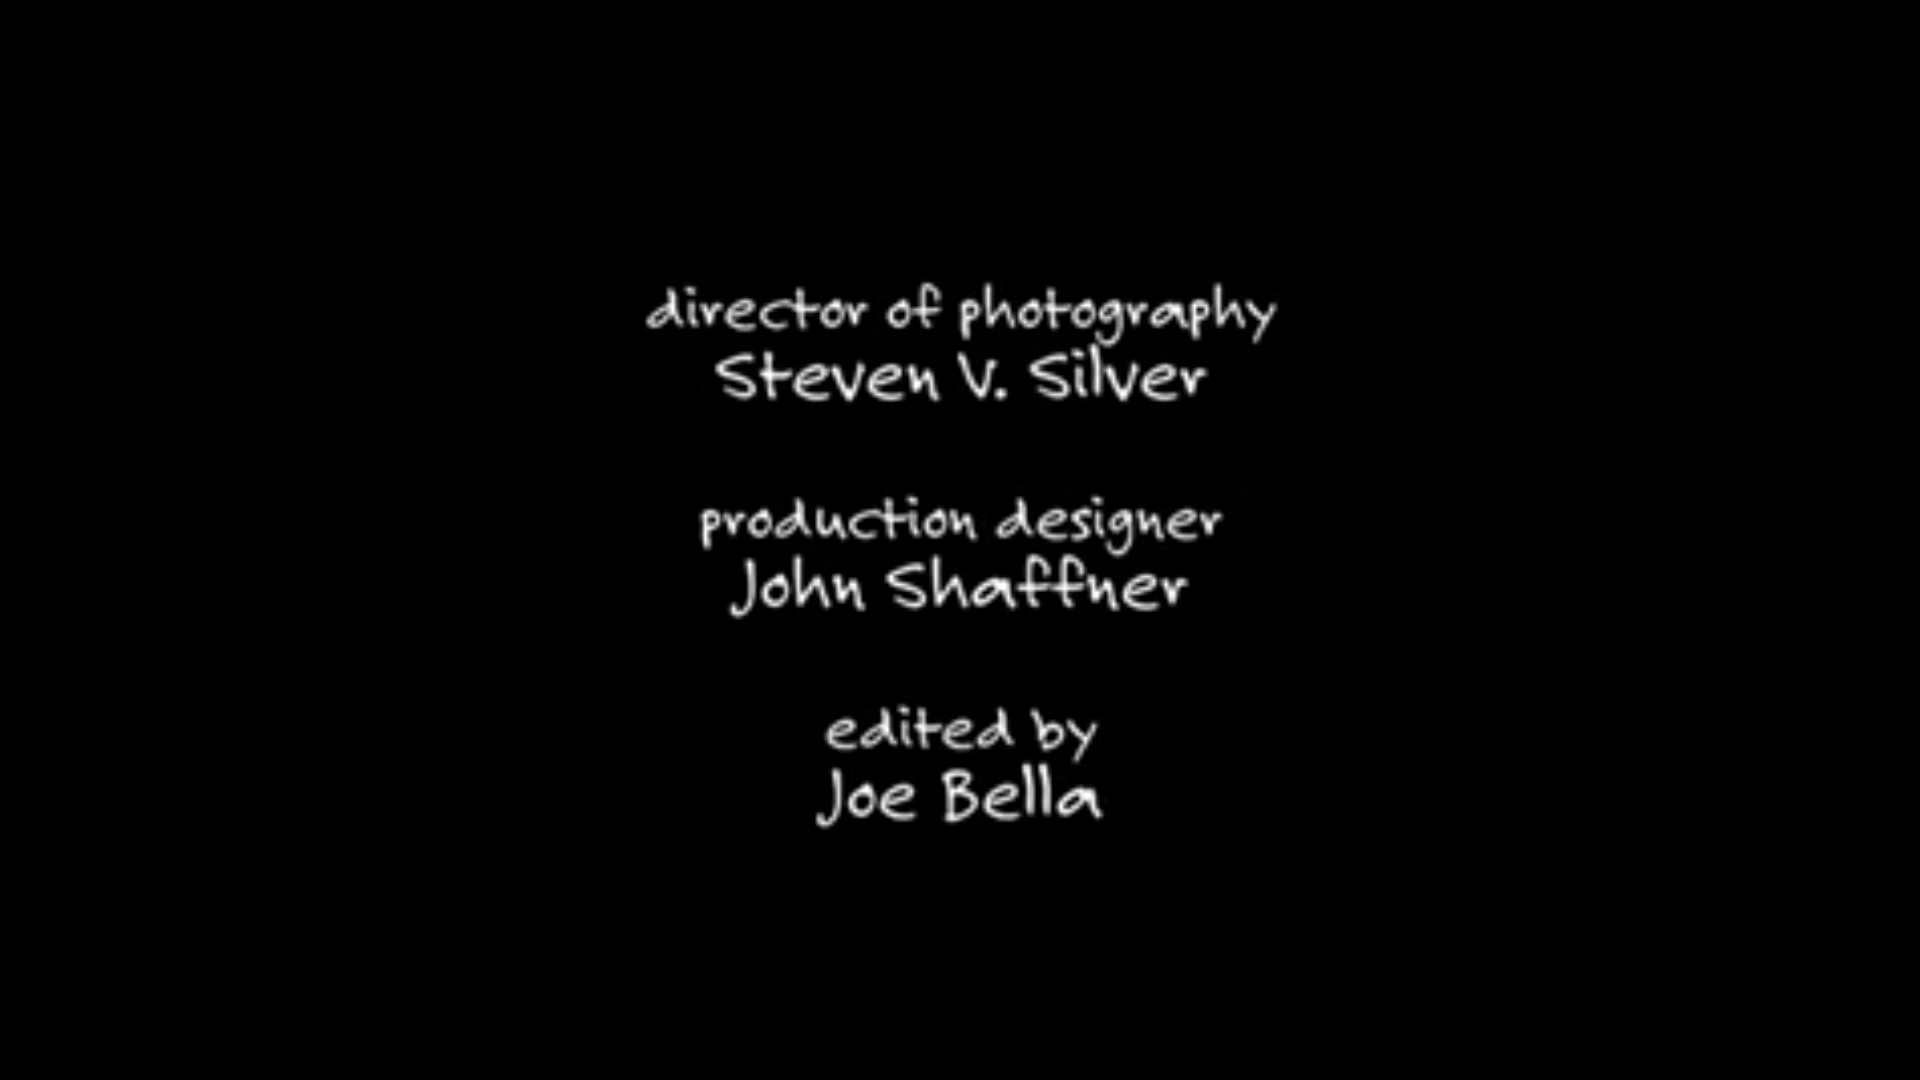 director of photography
Steven V. Silver
production designer
John Shaffner
edited by
Joe Bella